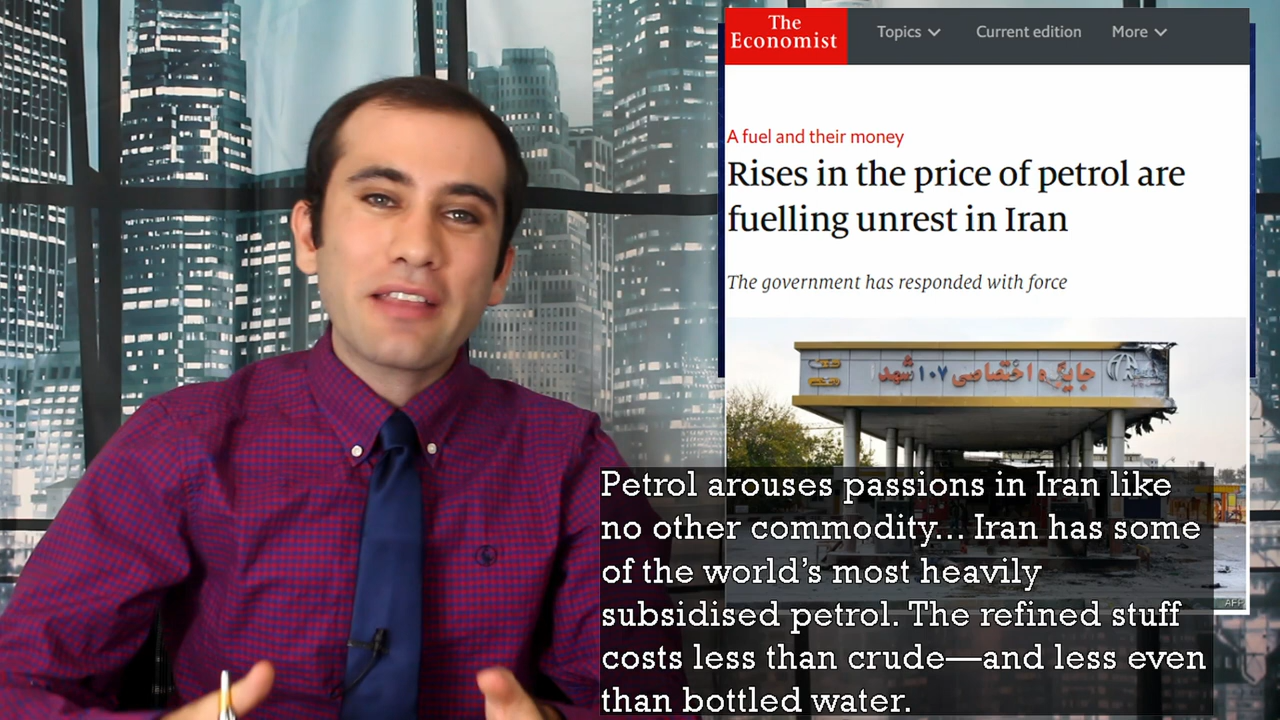 The
Economist
Topics
Current edition
More
A fuel and their money
Rises in the price of petrol are
fuelling unrest in Iran
The government has responded with force
جایگاه اختصاصی ۱۰۷ شهد
Petrol arouses passions in Iran like
no other commodity... Iran has some
of the world's most heavily
subsidised petrol. The refined stuff
costs less than crude—and less even
than bottled water.
AFP